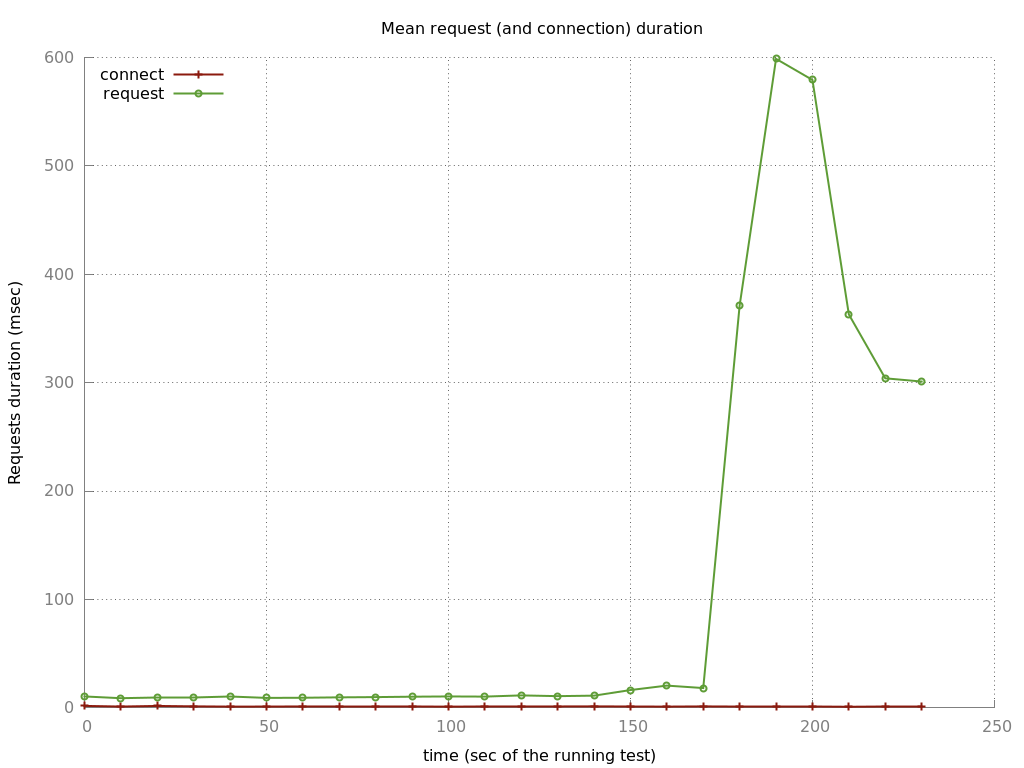 Mean request (and connection) duration
connect
request
600
500
400
300
200
100
0
0 50 100 150 200 250
Requests duration (msec)
time (sec of the running test)